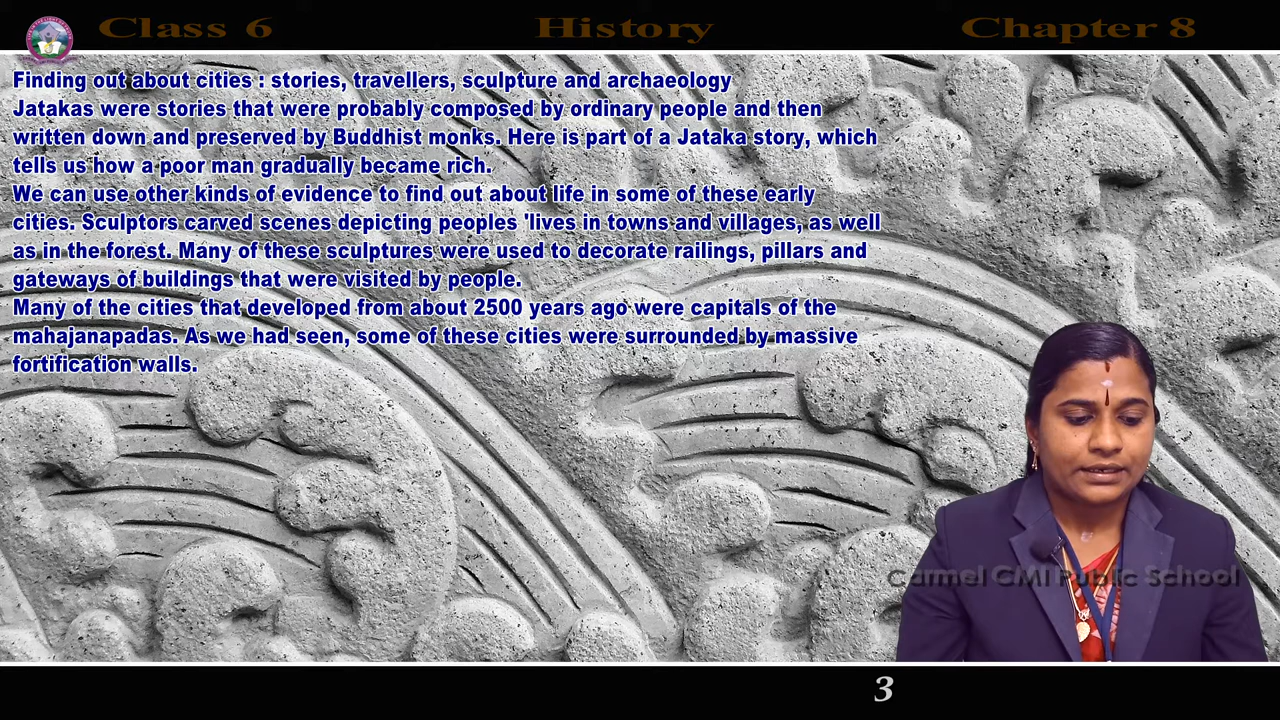 Class 6 History Chapter 8
Finding out about cities : stories, travellers, sculpture and archaeology
Jatakas were stories that were probably composed by ordinary people and then
written down and preserved by Buddhist monks. Here is part of a Jataka story, which
tells us how a poor man gradually became rich.
We can use other kinds of evidence to find out about life in some of these early
cities. Sculptors carved scenes depicting peoples 'lives in towns and villages, as well
as in the forest. Many of these sculptures were used to decorate railings, pillars and
gateways of buildings that were visited by people.
Many of the cities that developed from about 2500 years ago were capitals of the
mahajanapadas. As we had seen, some of these cities were surrounded by massive
fortification walls.
Carmel CMI Public School
3